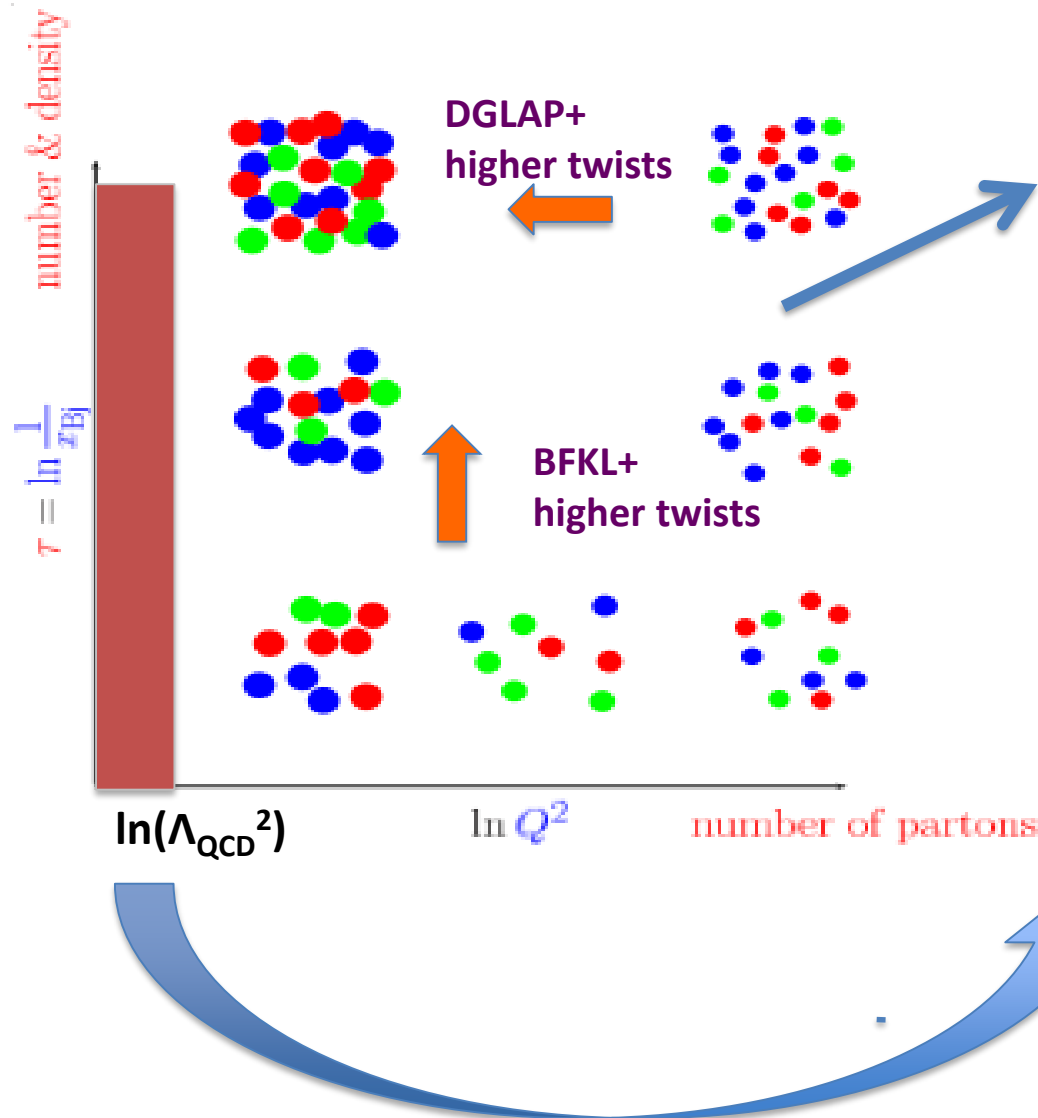 number & density
DGLAP+
higher twists
τ = ln 1/x_Bj
BFKL+
higher twists
ln(Λ_QCD²)
ln Q²
number of partons